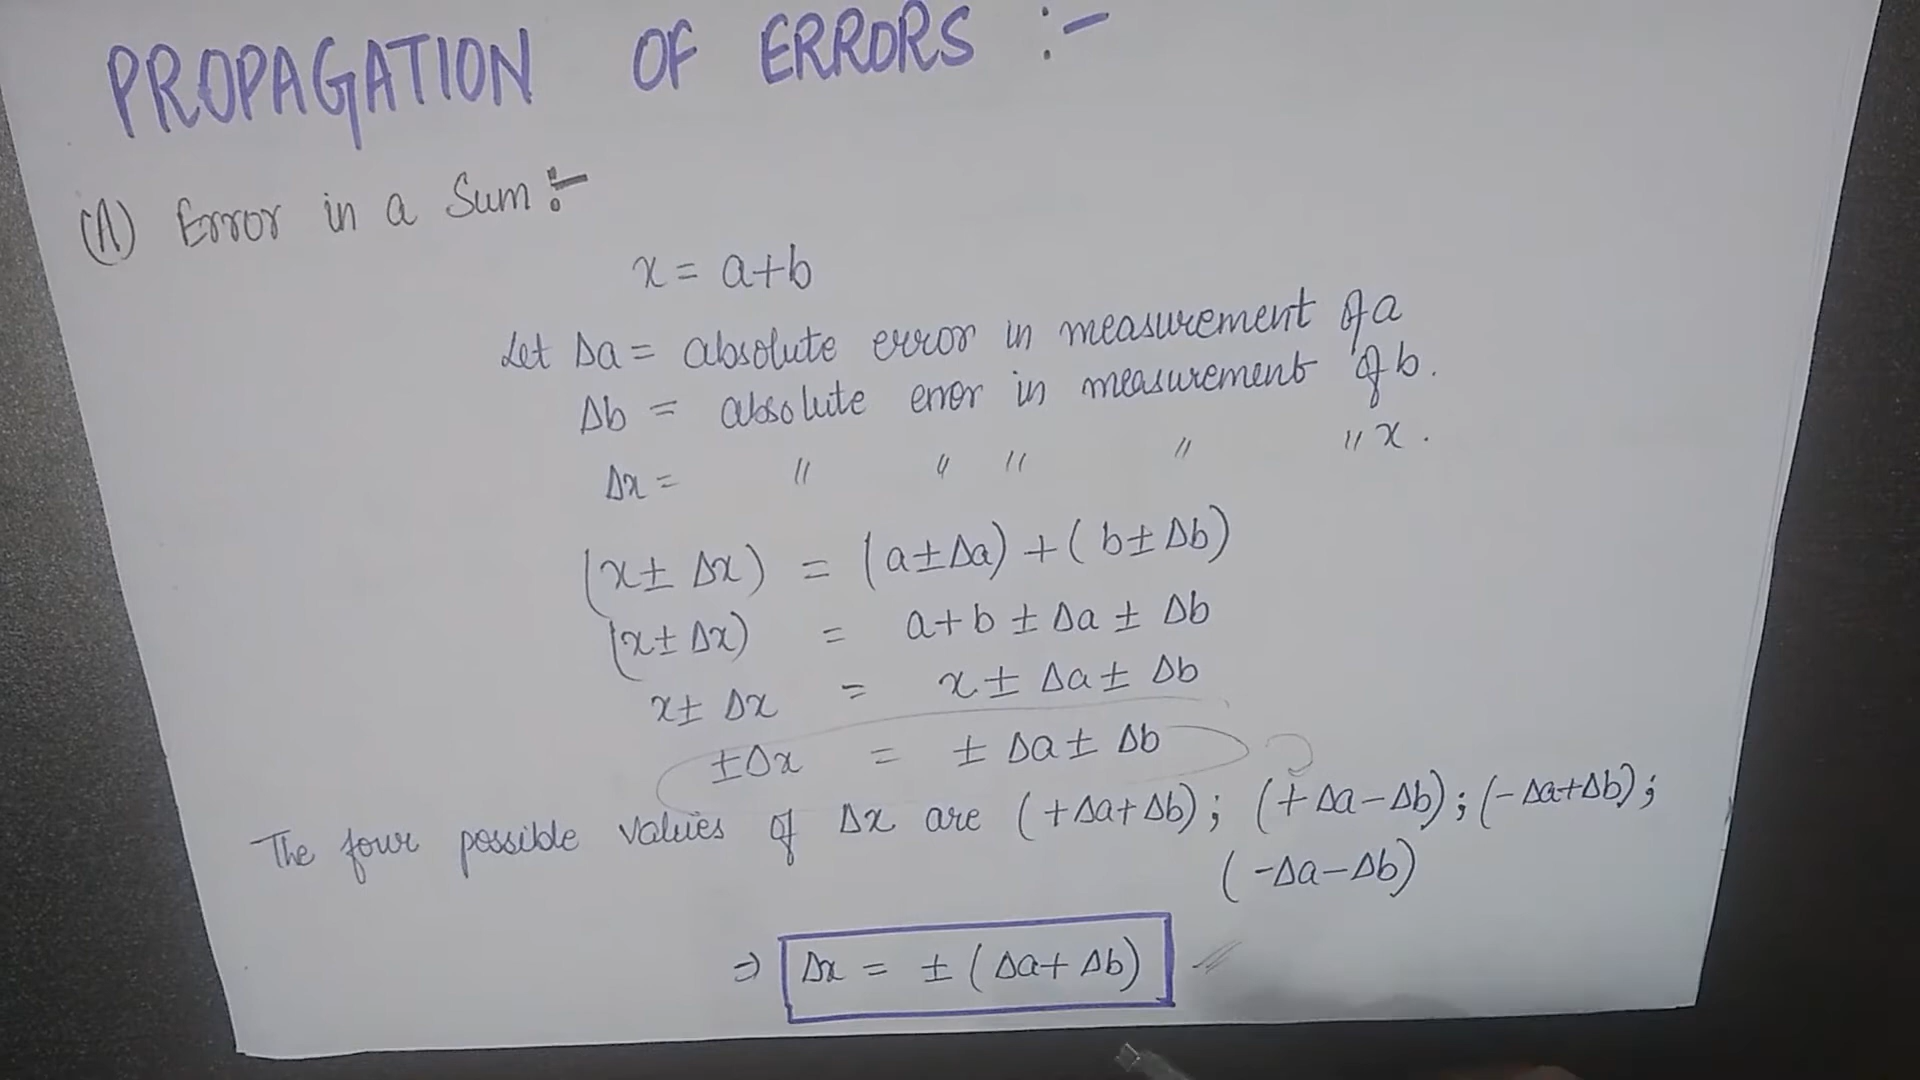 PROPAGATION OF ERRORS :-
(A) Error in a Sum :-
x = a+b
Let Δa = absolute error in measurement of a
Δb = absolute error in measurement of b.
Δx = " " " " " x.
(x ± Δx) = (a ± Δa) + (b ± Δb)
(x ± Δx) = a+b ± Δa ± Δb
x ± Δx = x ± Δa ± Δb
±Δx = ± Δa ± Δb
The four possible values of Δx are (+Δa+Δb); (+Δa-Δb); (-Δa+Δb);
(-Δa-Δb)
⇒ Δx = ± (Δa + Δb)